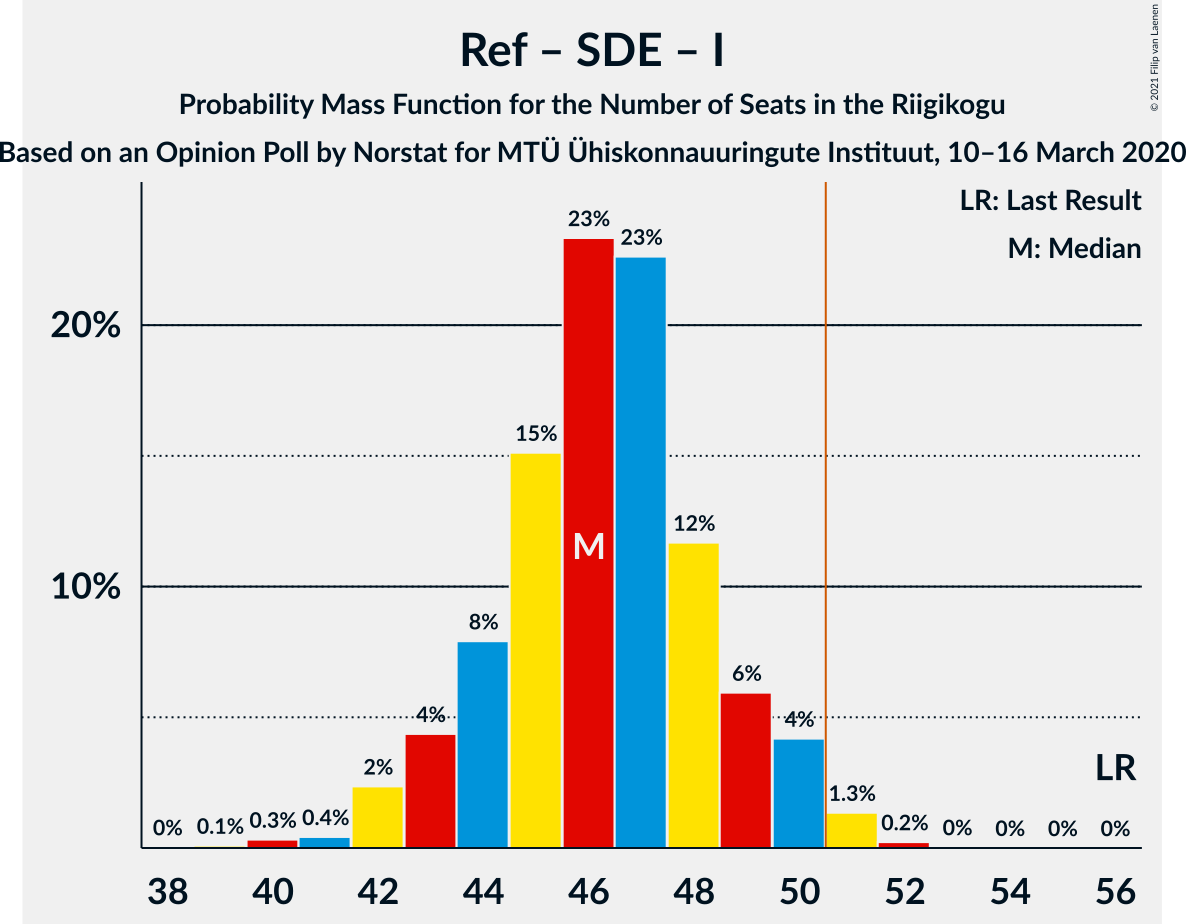 Ref – SDE – I
Probability Mass Function for the Number of Seats in the Riigikogu
Based on an Opinion Poll by Norstat for MTÜ Ühiskonnauuringute Instituut, 10–16 March 2020
© 2021 Filip van Laenen
LR: Last Result
M: Median
20%
10%
0% 0.1% 0.3% 0.4% 2% 4% 8% 15% 23% 23% 12% 6% 4% 1.3% 0.2% 0% 0% 0% 0%
M
LR
38 40 42 44 46 48 50 52 54 56